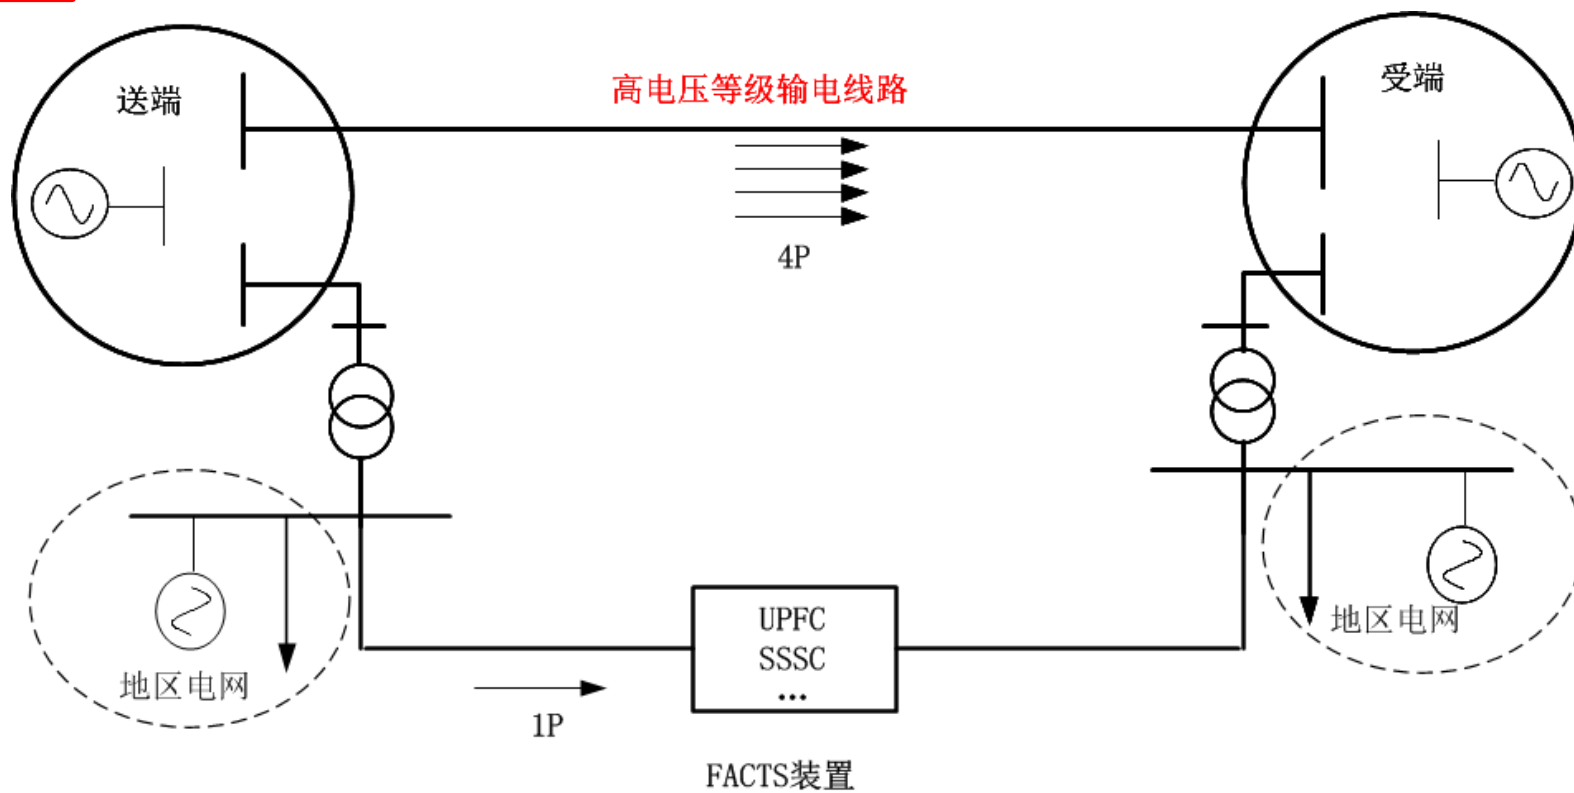 高电压等级输电线路
送端
受端
4P
UPFC
SSSC
...
地区电网
地区电网
1P
FACTS装置